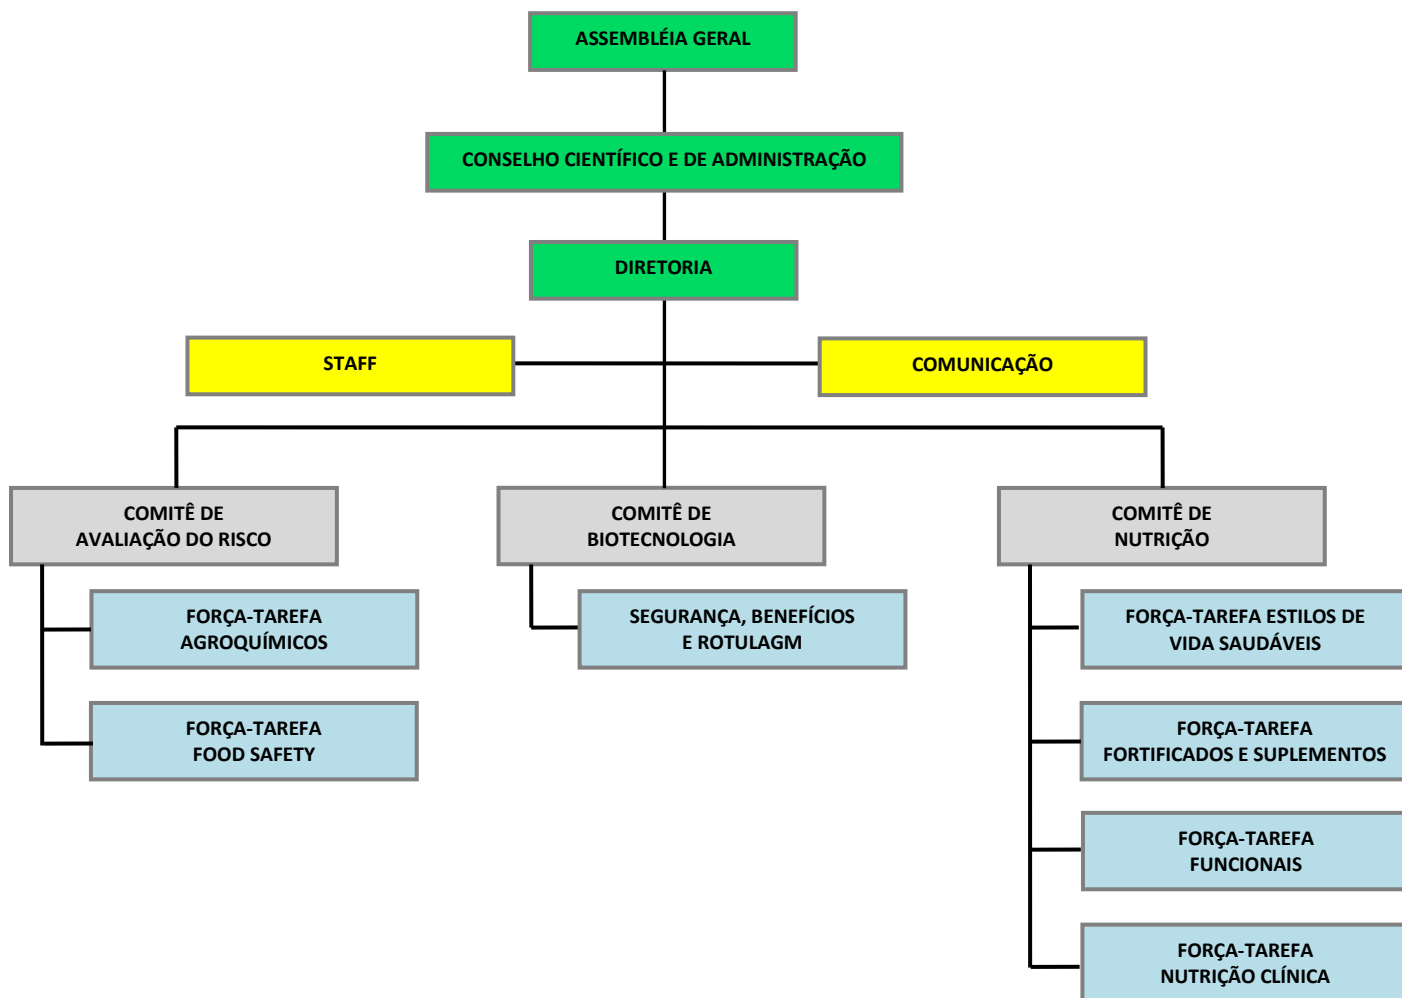 ASSEMBLÉIA GERAL
CONSELHO CIENTÍFICO E DE ADMINISTRAÇÃO
DIRETORIA
STAFF
COMUNICAÇÃO
COMITÊ DE
AVALIAÇÃO DO RISCO
FORÇA-TAREFA
AGROQUÍMICOS
FORÇA-TAREFA
FOOD SAFETY
COMITÊ DE
BIOTECNOLOGIA
SEGURANÇA, BENEFÍCIOS
E ROTULAGM
COMITÊ DE
NUTRIÇÃO
FORÇA-TAREFA ESTILOS DE
VIDA SAUDÁVEIS
FORÇA-TAREFA
FORTIFICADOS E SUPLEMENTOS
FORÇA-TAREFA
FUNCIONAIS
FORÇA-TAREFA
NUTRIÇÃO CLÍNICA